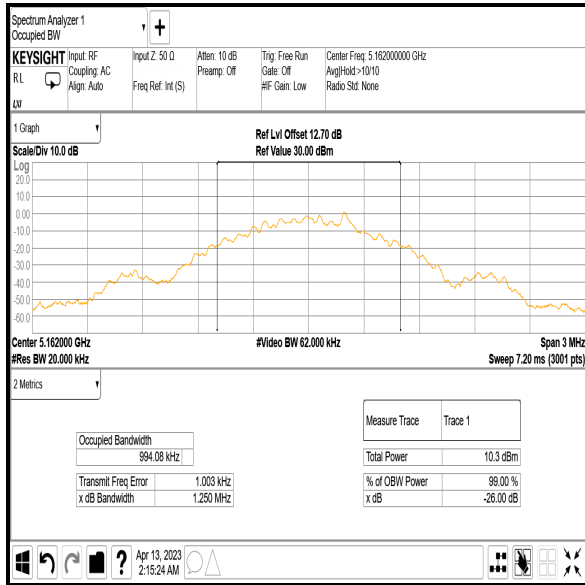 Spectrum Analyzer 1
Occupied BW
KEYSIGHT
RL
LXI
Input: RF
Coupling: AC
Align: Auto
Input Z: 50 Ω
Freq Ref: Int (S)
Atten: 10 dB
Preamp: Off
Trig: Free Run
Gate: Off
#IF Gain: Low
Center Freq: 5.162000000 GHz
Avg|Hold:>10/10
Radio Std: None
1 Graph
Scale/Div 10.0 dB
Ref Lvl Offset 12.70 dB
Ref Value 30.00 dBm
Log
20.0
10.0
0.00
-10.0
-20.0
-30.0
-40.0
-50.0
-60.0
Center 5.162000 GHz
#Video BW 62.000 kHz
Span 3 MHz
#Res BW 20.000 kHz
Sweep 7.20 ms (3001 pts)
2 Metrics
Occupied Bandwidth
994.08 kHz
Transmit Freq Error 1.003 kHz
x dB Bandwidth 1.250 MHz
Measure Trace Trace 1
Total Power 10.3 dBm
% of OBW Power 99.00 %
x dB -26.00 dB
?
Apr 13, 2023
2:15:24 AM